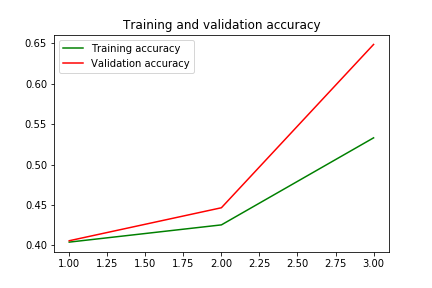 Training and validation accuracy
Training accuracy
Validation accuracy
0.65
0.60
0.55
0.50
0.45
0.40
1.00 1.25 1.50 1.75 2.00 2.25 2.50 2.75 3.00